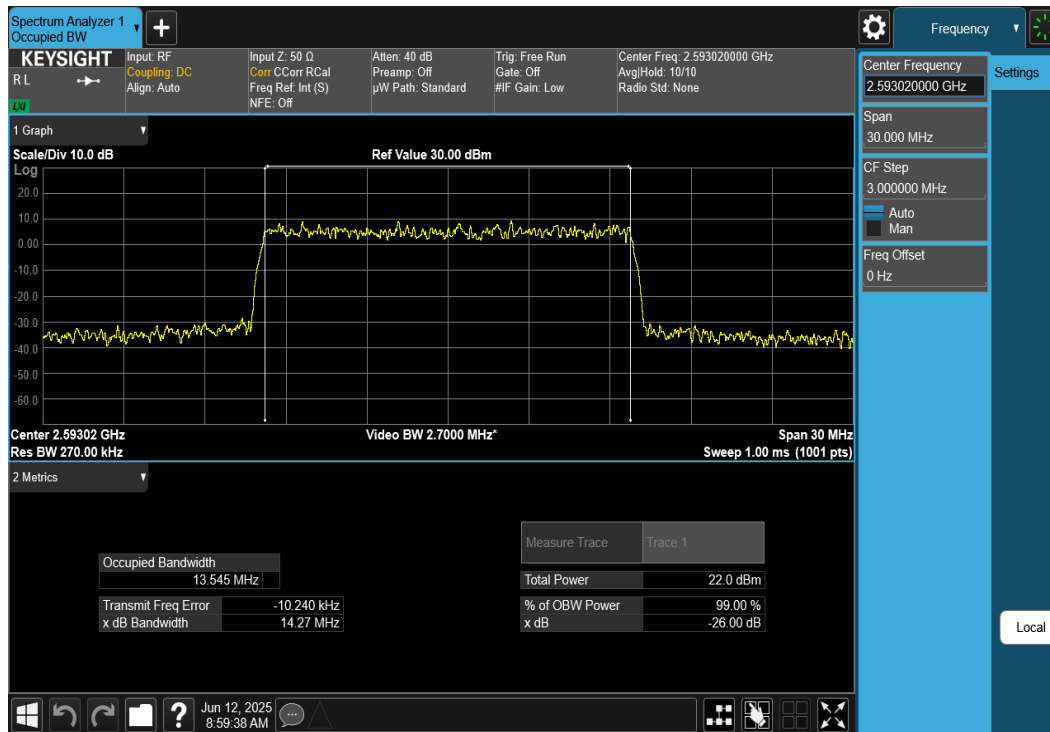 Spectrum Analyzer 1
Occupied BW
Frequency
KEYSIGHT
R L
LXI
Input: RF
Coupling: DC
Align: Auto
Input Z: 50 Ω
Corr CCorr RCal
Freq Ref: Int (S)
NFE: Off
Atten: 40 dB
Preamp: Off
µW Path: Standard
Trig: Free Run
Gate: Off
#IF Gain: Low
Center Freq: 2.593020000 GHz
Avg|Hold: 10/10
Radio Std: None
Center Frequency
2.593020000 GHz
Settings
Span
30.000 MHz
CF Step
3.000000 MHz
Auto
Man
Freq Offset
0 Hz
Local
1 Graph
Scale/Div 10.0 dB
Ref Value 30.00 dBm
Log
20.0
10.0
0.00
-10.0
-20.0
-30.0
-40.0
-50.0
-60.0
Center 2.59302 GHz
Video BW 2.7000 MHz*
Span 30 MHz
Res BW 270.00 kHz
Sweep 1.00 ms (1001 pts)
2 Metrics
Measure Trace
Trace 1
Occupied Bandwidth
13.545 MHz
Total Power
22.0 dBm
Transmit Freq Error
-10.240 kHz
% of OBW Power
99.00 %
x dB Bandwidth
14.27 MHz
x dB
-26.00 dB
?
Jun 12, 2025
8:59:38 AM